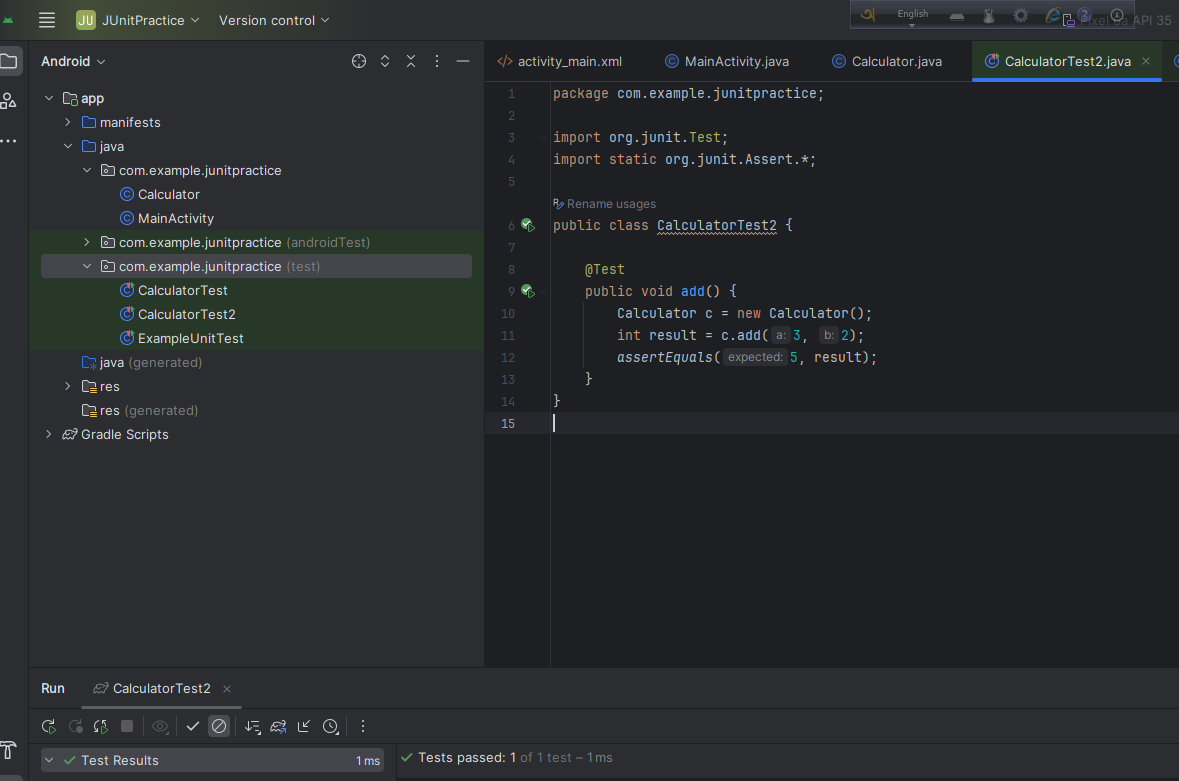 JU JUnitPractice Version control
English
Pixel 8a API 35
Android
activity_main.xml MainActivity.java Calculator.java CalculatorTest2.java
app
manifests
java
com.example.junitpractice
Calculator
MainActivity
com.example.junitpractice (androidTest)
com.example.junitpractice (test)
CalculatorTest
CalculatorTest2
ExampleUnitTest
java (generated)
res
res (generated)
Gradle Scripts
1 package com.example.junitpractice;
2
3 import org.junit.Test;
4 import static org.junit.Assert.*;
5
Rename usages
6 public class CalculatorTest2 {
7
8 @Test
9 public void add() {
10 Calculator c = new Calculator();
11 int result = c.add( a: 3, b: 2);
12 assertEquals( expected: 5, result);
13 }
14 }
15
Run CalculatorTest2
Test Results 1 ms
Tests passed: 1 of 1 test – 1 ms